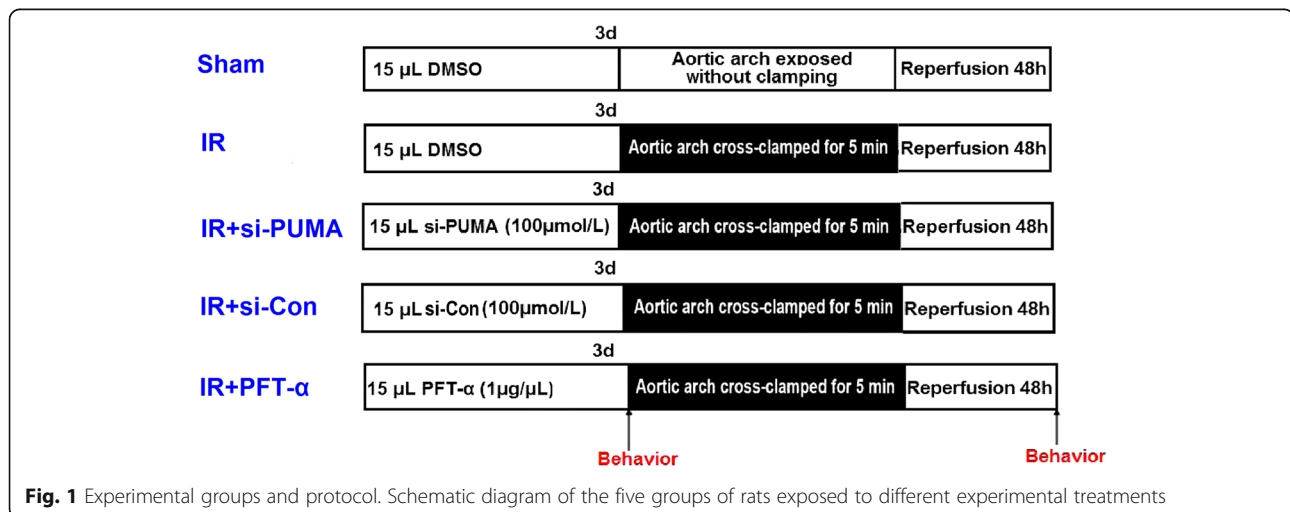 3d
Sham
15 µL DMSO
Aortic arch exposed
without clamping
Reperfusion 48h
3d
IR
15 µL DMSO
Aortic arch cross-clamped for 5 min
Reperfusion 48h
3d
IR+si-PUMA
15 µL si-PUMA (100µmol/L)
Aortic arch cross-clamped for 5 min
Reperfusion 48h
3d
IR+si-Con
15 µL si-Con (100µmol/L)
Aortic arch cross-clamped for 5 min
Reperfusion 48h
3d
IR+PFT-α
15 µL PFT-α (1µg/µL)
Aortic arch cross-clamped for 5 min
Reperfusion 48h
Behavior
Behavior
Fig. 1 Experimental groups and protocol. Schematic diagram of the five groups of rats exposed to different experimental treatments